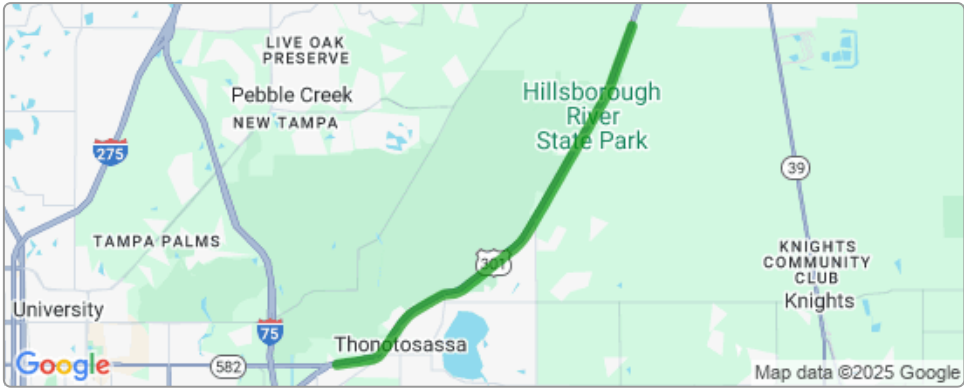 LIVE OAK
PRESERVE
Pebble Creek
NEW TAMPA
Hillsborough
River
State Park
275
39
TAMPA PALMS
KNIGHTS
COMMUNITY
CLUB
Knights
301
University
75
Thonotosassa
582
Google
Map data ©2025 Google